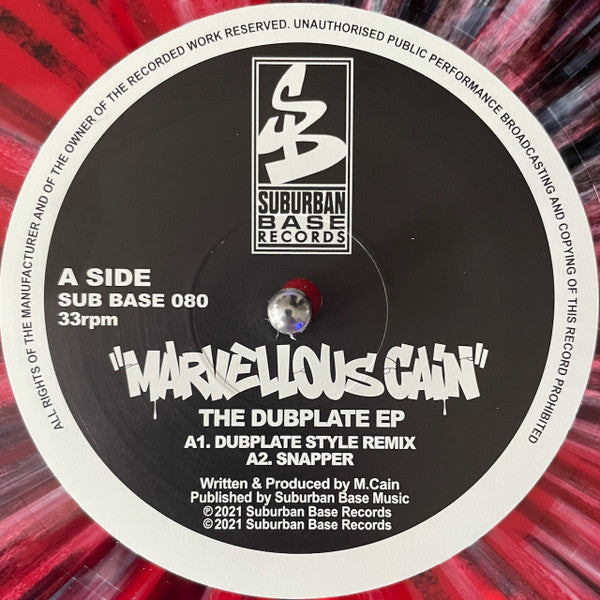 ALL RIGHTS OF THE MANUFACTURER AND OF THE OWNER OF THE RECORDED WORK RESERVED. UNAUTHORISED PUBLIC PERFORMANCE BROADCASTING AND COPYING OF THIS RECORD PROHIBITED
SB
SUBURBAN
BASE
RECORDS
A SIDE
SUB BASE 080
33rpm
"MARVELLOUS CAIN"
THE DUBPLATE EP
A1. DUBPLATE STYLE REMIX
A2. SNAPPER
Written & Produced by M.Cain
Published by Suburban Base Music
℗2021 Suburban Base Records
©2021 Suburban Base Records